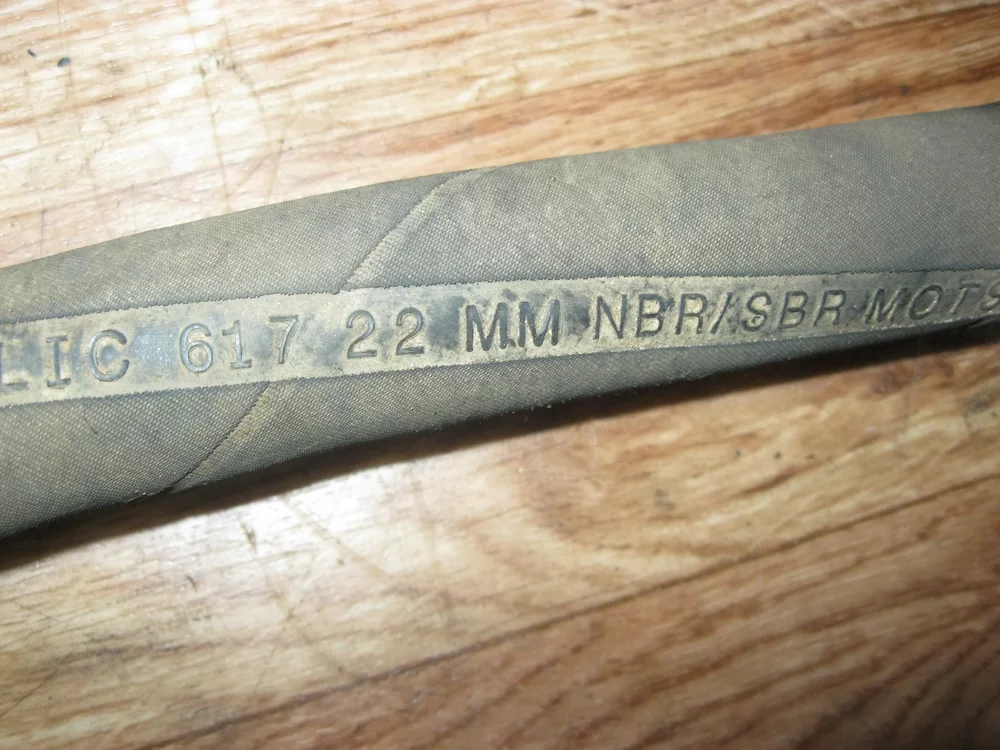 LIC 617 22 MM NBR/SBR MOTS